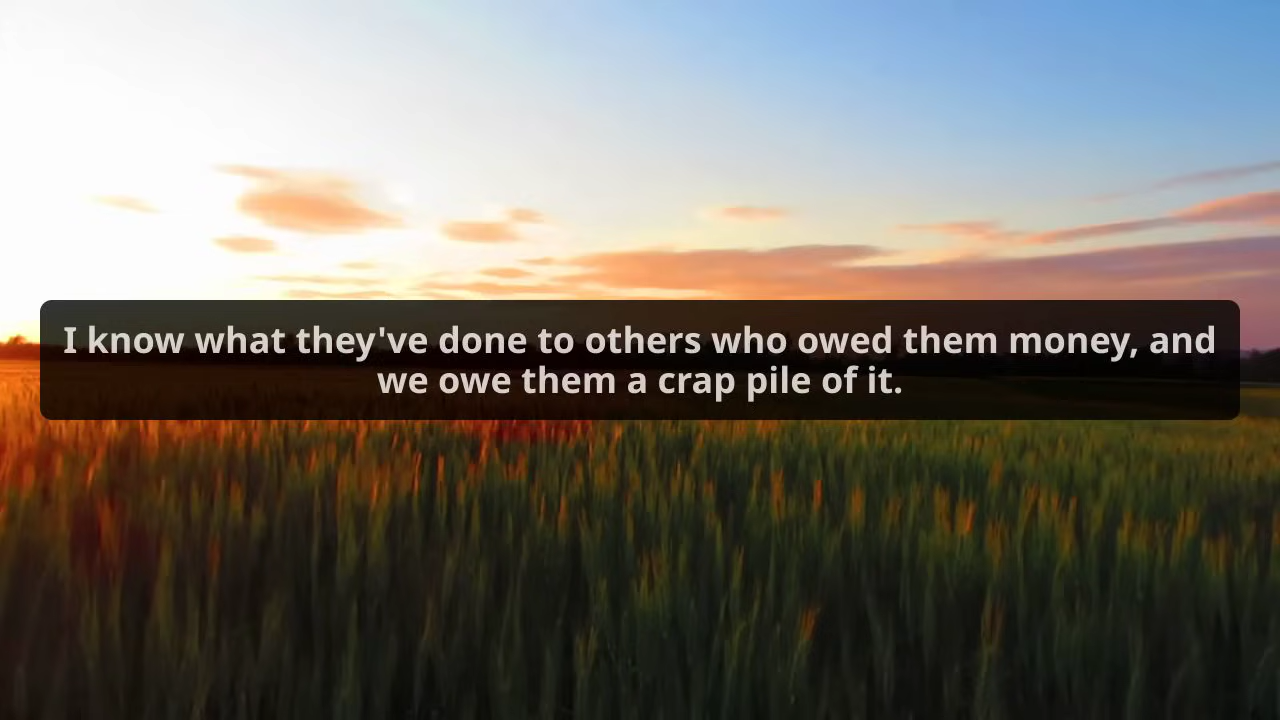 I know what they've done to others who owed them money, and
we owe them a crap pile of it.